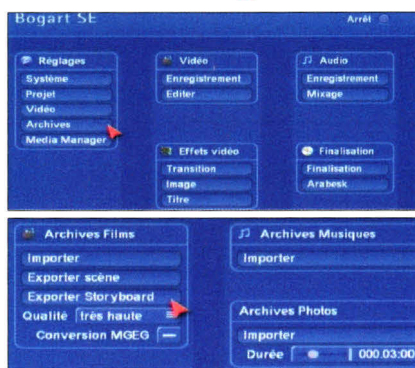 Bogart SE
Arrêt
Réglages
Système
Projet
Vidéo
Archives
Media Manager
Vidéo
Enregistrement
Editer
Audio
Enregistrement
Mixage
Effets vidéo
Transition
Image
Titre
Finalisation
Finalisation
Arabesk
Archives Films
Importer
Exporter scène
Exporter Storyboard
Qualité très haute
Conversion MGEG
Archives Musiques
Importer
Archives Photos
Importer
Durée 000.03:00